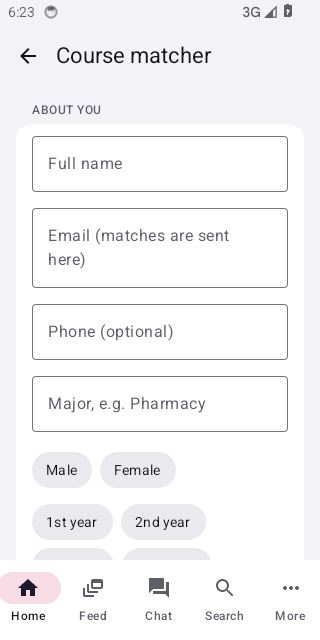 6:23
3G
Course matcher
ABOUT YOU
Full name
Email (matches are sent
here)
Phone (optional)
Major, e.g. Pharmacy
Male Female
1st year 2nd year
Home Feed Chat Search More